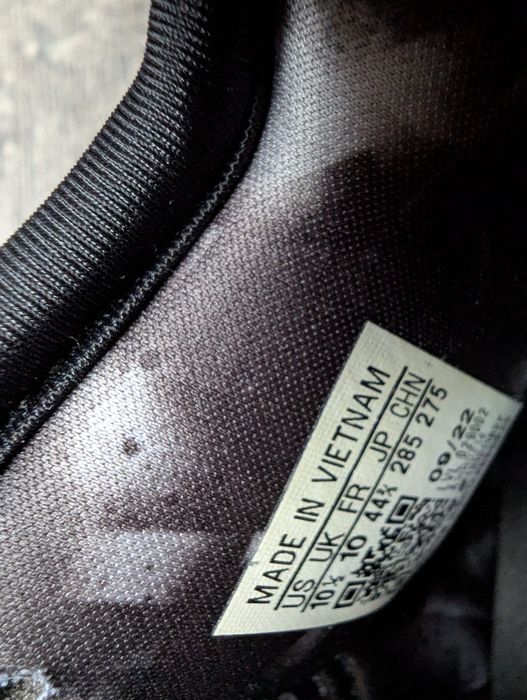 MADE IN VIETNAM
US UK FR JP CHN
10½ 10 44⅔ 285 275
09/22